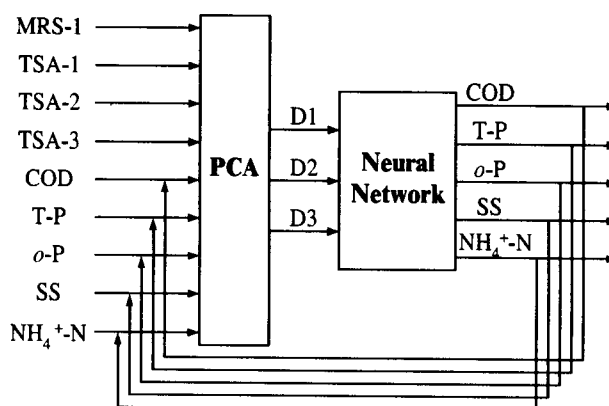 MRS-1
TSA-1
TSA-2
TSA-3
COD
T-P
o-P
SS
NH₄⁺-N
PCA
D1
D2
D3
Neural
Network
COD
T-P
o-P
SS
NH₄⁺-N